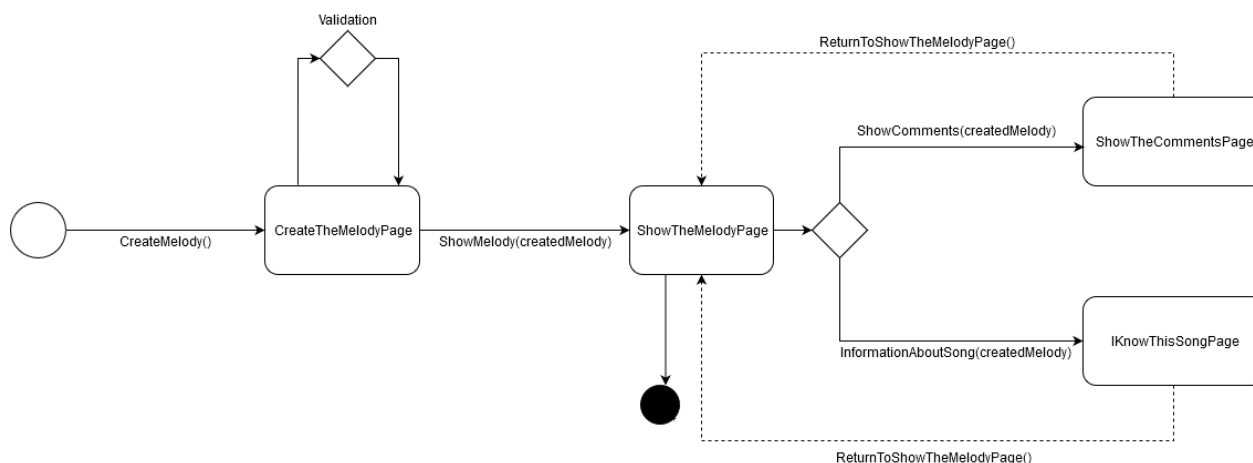 Validation
ReturnToShowTheMelodyPage()
ShowComments(createdMelody)
ShowTheCommentsPage
CreateMelody()
CreateTheMelodyPage
ShowMelody(createdMelody)
ShowTheMelodyPage
InformationAboutSong(createdMelody)
IKnowThisSongPage
ReturnToShowTheMelodyPage()